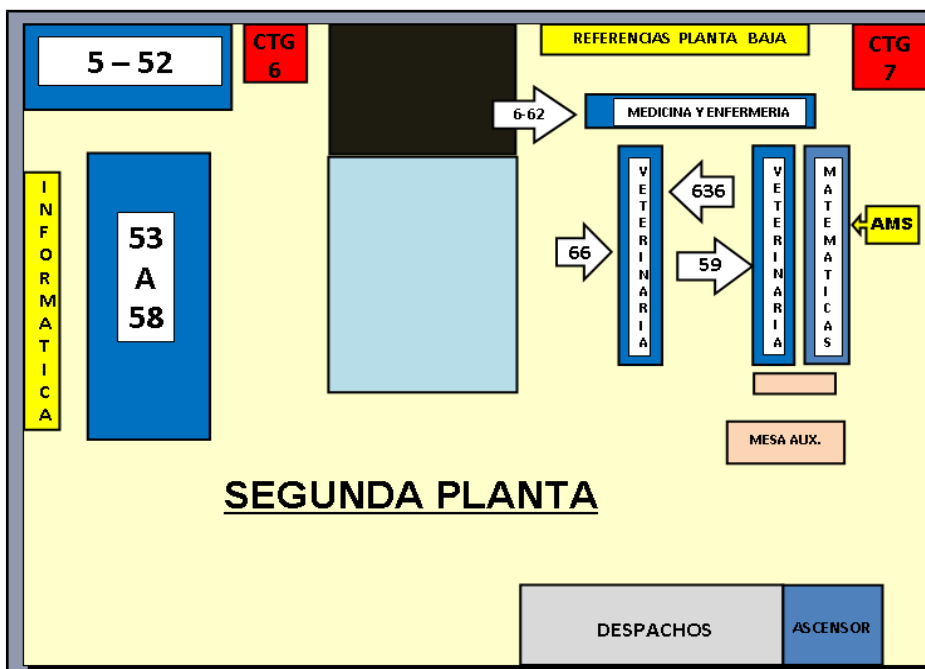 5 – 52
CTG
6
REFERENCIAS PLANTA BAJA
CTG
7
6-62
MEDICINA Y ENFERMERIA
INFORMATICA
53
A
58
VETERINARIA
636
66
59
VETERINARIA
MATEMATICAS
AMS
MESA AUX.
SEGUNDA PLANTA
DESPACHOS
ASCENSOR